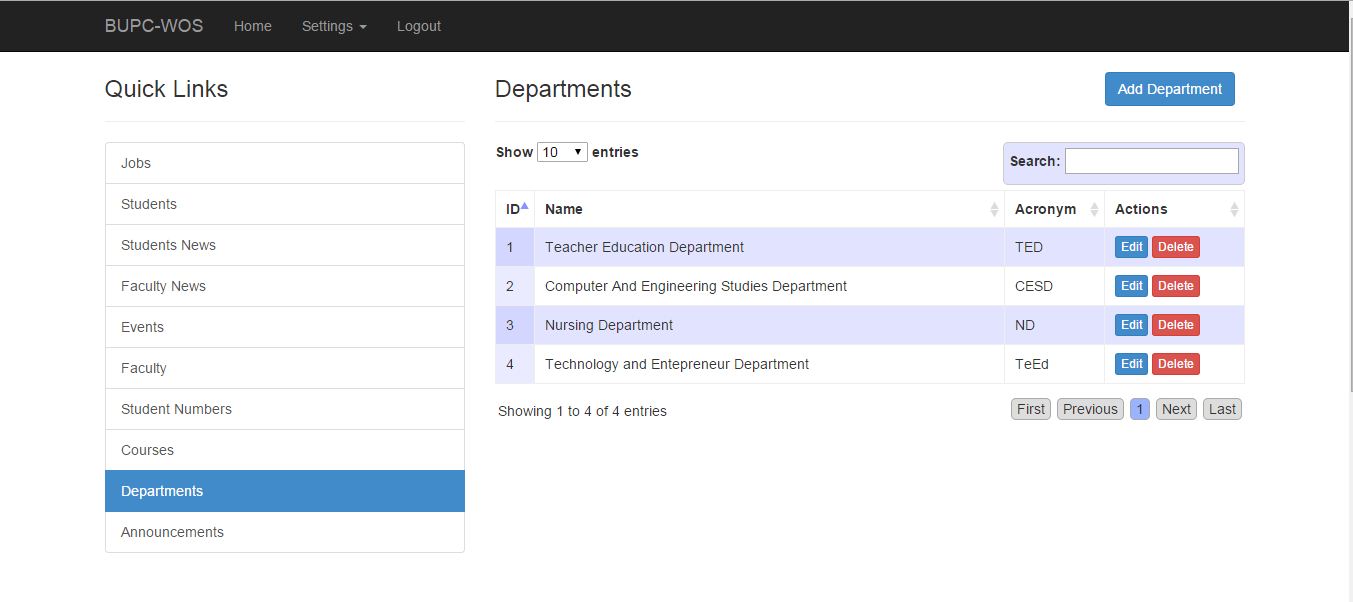 BUPC-WOS Home Settings Logout
Quick Links
Jobs
Students
Students News
Faculty News
Events
Faculty
Student Numbers
Courses
Departments
Announcements
Departments Add Department
Show 10 entries Search:
ID Name Acronym Actions
1 Teacher Education Department TED Edit Delete
2 Computer And Engineering Studies Department CESD Edit Delete
3 Nursing Department ND Edit Delete
4 Technology and Entepreneur Department TeEd Edit Delete
Showing 1 to 4 of 4 entries First Previous 1 Next Last